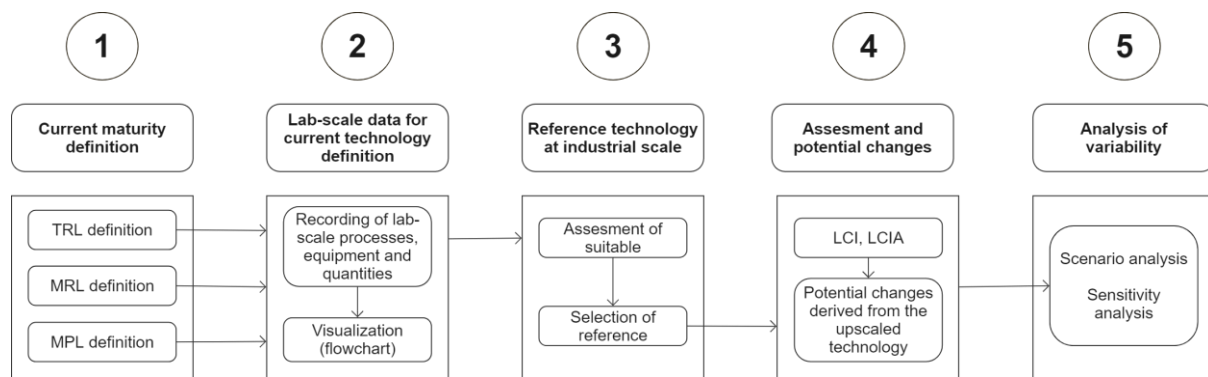 1
2
3
4
5
Current maturity
definition
Lab-scale data for
current technology
definition
Reference technology
at industrial scale
Assesment and
potential changes
Analysis of
variability
TRL definition
MRL definition
MPL definition
Recording of lab-
scale processes,
equipment and
quantities
Visualization
(flowchart)
Assesment of
suitable
Selection of
reference
LCI, LCIA
Potential changes
derived from the
upscaled
technology
Scenario analysis
Sensitivity
analysis